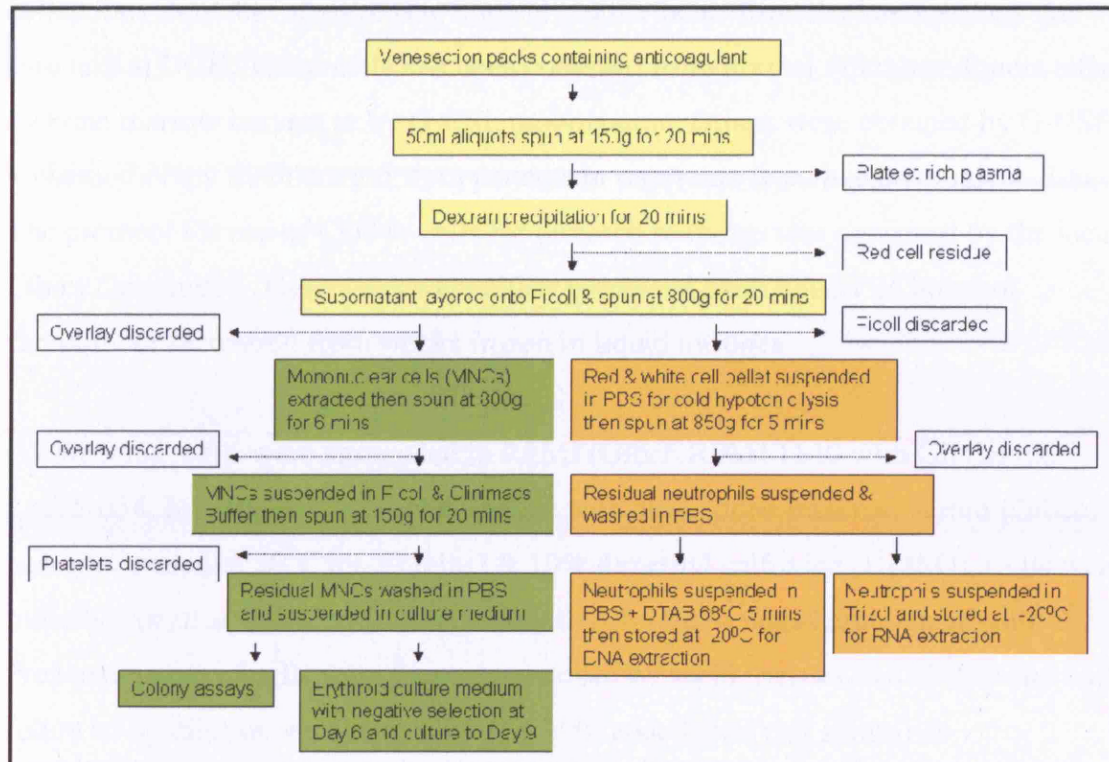 Venesection packs containing anticoagulant
50ml aliquots spun at 150g for 20 mins
Platelet rich plasma
Dextran precipitation for 20 mins
Red cell residue
Supernatant layered onto Ficoll & spun at 800g for 20 mins
Overlay discarded
Ficoll discarded
Mononuclear cells (MNCs)
extracted then spun at 300g
for 6 mins
Red & white cell pellet suspended
in PBS for cold hypotonic lysis
then spun at 850g for 5 mins
Overlay discarded
Overlay discarded
MNCs suspended in Ficoll & Clinimacs
Buffer then spun at 150g for 20 mins
Residual neutrophils suspended &
washed in PBS
Platelets discarded
Residual MNCs washed in PBS
and suspended in culture medium
Neutrophils suspended in
PBS + DTAB 68⁰C 5 mins
then stored at -20⁰C for
DNA extraction
Neutrophils suspended in
Trizol and stored at -20⁰C
for RNA extraction
Colony assays
Erythroid culture medium
with negative selection at
Day 6 and culture to Day 9